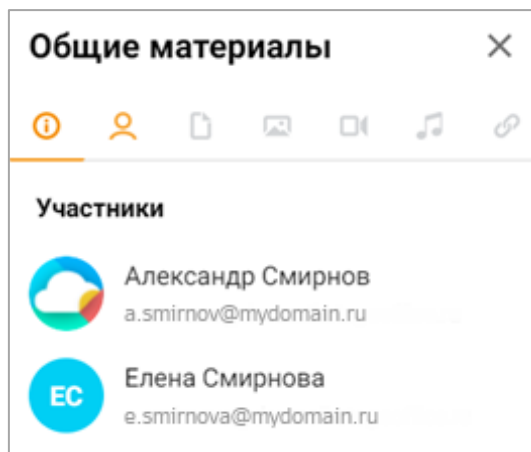 Общие материалы
Участники
Александр Смирнов
a.smirnov@mydomain.ru
ЕС
Елена Смирнова
e.smirnova@mydomain.ru